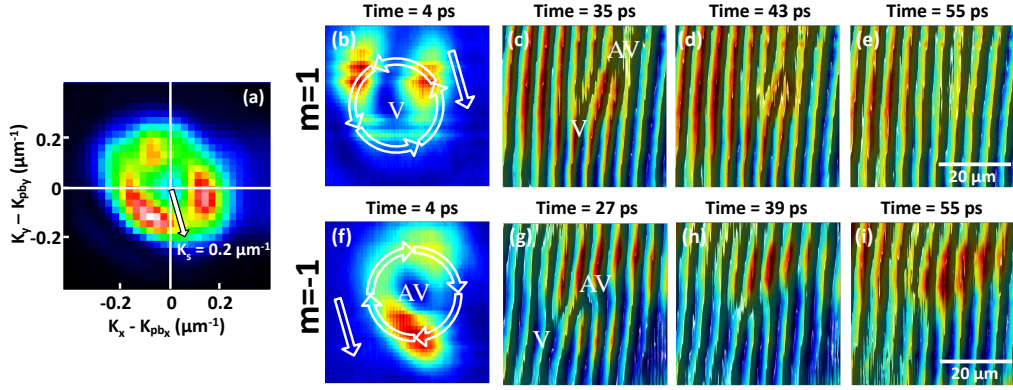 Time = 4 ps
Time = 35 ps
Time = 43 ps
Time = 55 ps
m=1
(b)
V
(c)
AV
V
(d)
(e)
20 μm
(a)
K_y – K_pb_y (μm⁻¹)
0.2
0
-0.2
K_s = 0.2 μm⁻¹
-0.2
0
0.2
K_x - K_pb_x (μm⁻¹)
Time = 4 ps
Time = 27 ps
Time = 39 ps
Time = 55 ps
m=-1
(f)
AV
(g)
AV
V
(h)
(i)
20 μm